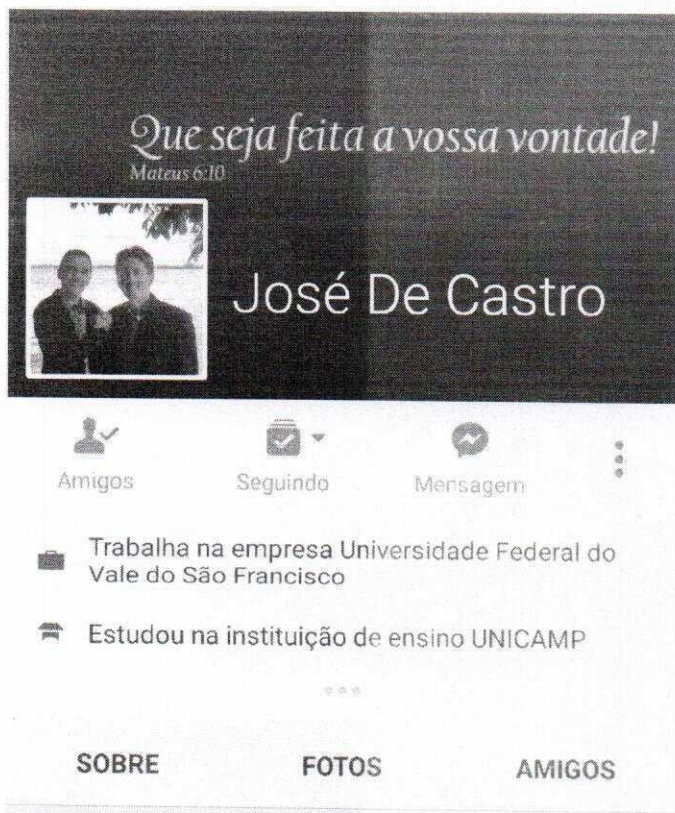 Que seja feita a vossa vontade!
Mateus 6:10
José De Castro
Amigos
Seguindo
Mensagem
Trabalha na empresa Universidade Federal do
Vale do São Francisco
Estudou na instituição de ensino UNICAMP
SOBRE
FOTOS
AMIGOS